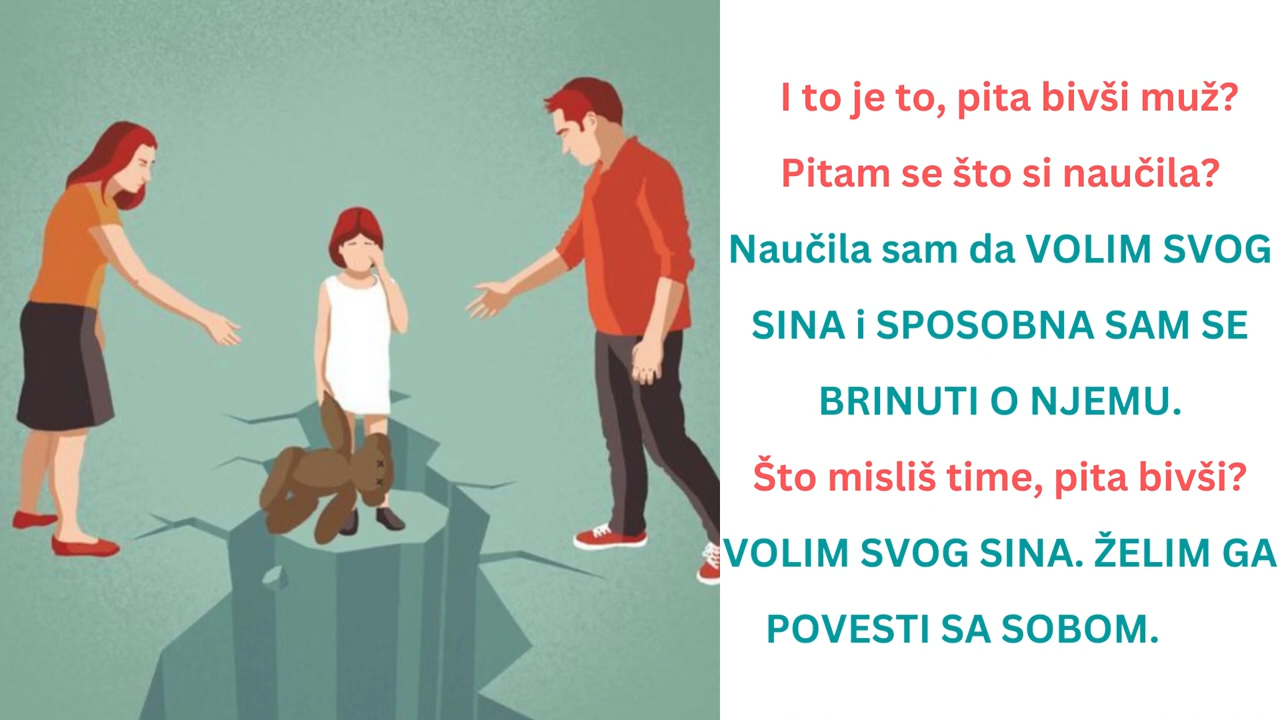 I to je to, pita bivši muž?
Pitam se što si naučila?
Naučila sam da VOLIM SVOG
SINA i SPOSOBNA SAM SE
BRINUTI O NJEMU.
Što misliš time, pita bivši?
VOLIM SVOG SINA. ŽELIM GA
POVESTI SA SOBOM.